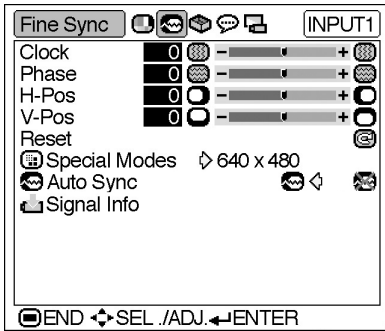 Fine Sync INPUT1
Clock 0 - +
Phase 0 - +
H-Pos 0 - +
V-Pos 0 - +
Reset
Special Modes 640 x 480
Auto Sync
Signal Info
END SEL./ADJ. ENTER